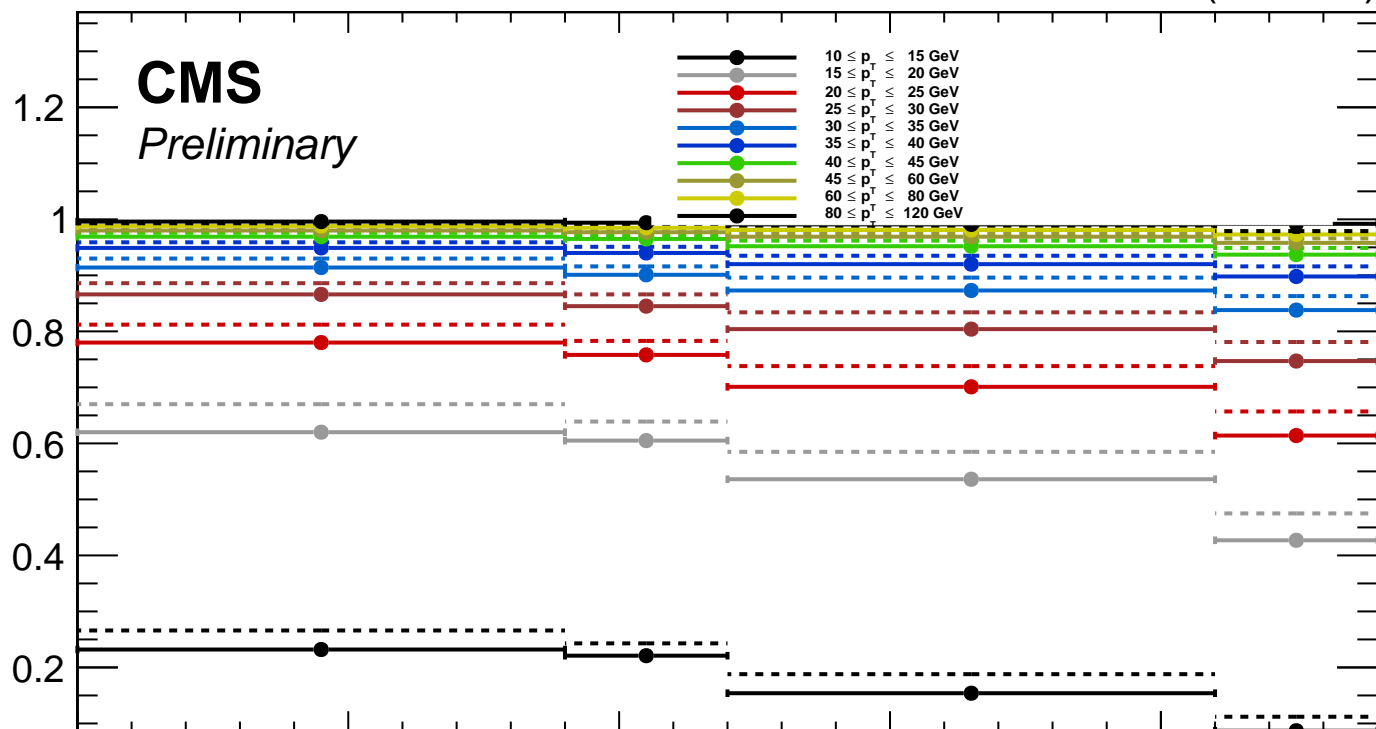 CMS
Preliminary
10 ≤ p_T ≤ 15 GeV
15 ≤ p_T ≤ 20 GeV
20 ≤ p_T ≤ 25 GeV
25 ≤ p_T ≤ 30 GeV
30 ≤ p_T ≤ 35 GeV
35 ≤ p_T ≤ 40 GeV
40 ≤ p_T ≤ 45 GeV
45 ≤ p_T ≤ 60 GeV
60 ≤ p_T ≤ 80 GeV
80 ≤ p_T ≤ 120 GeV
1.2
1
0.8
0.6
0.4
0.2